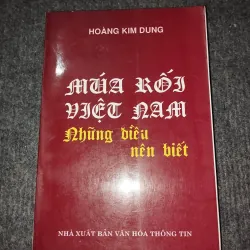 HOÀNG KIM DUNG
MÚA RỐI
VIỆT NAM
Những điều
nên biết
NHÀ XUẤT BẢN VĂN HÓA THÔNG TIN